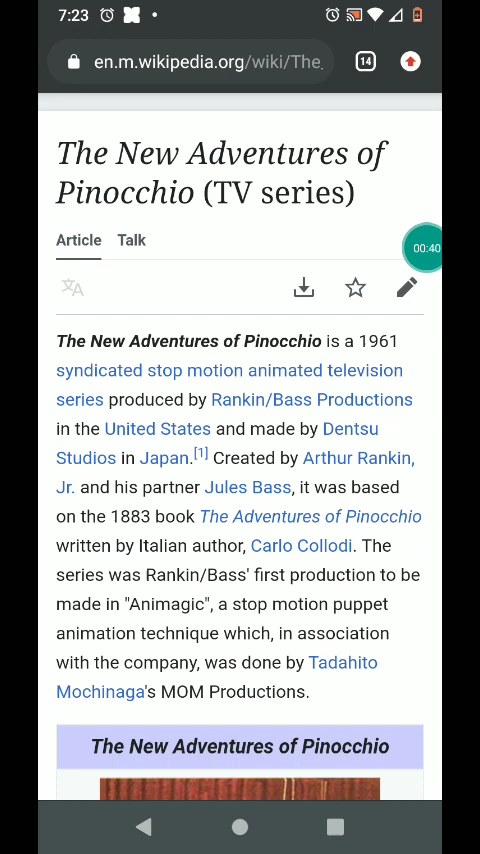 7:23
en.m.wikipedia.org/wiki/The_
14
The New Adventures of
Pinocchio (TV series)
Article Talk
00:40
The New Adventures of Pinocchio is a 1961
syndicated stop motion animated television
series produced by Rankin/Bass Productions
in the United States and made by Dentsu
Studios in Japan.[1] Created by Arthur Rankin,
Jr. and his partner Jules Bass, it was based
on the 1883 book The Adventures of Pinocchio
written by Italian author, Carlo Collodi. The
series was Rankin/Bass' first production to be
made in "Animagic", a stop motion puppet
animation technique which, in association
with the company, was done by Tadahito
Mochinaga's MOM Productions.
The New Adventures of Pinocchio